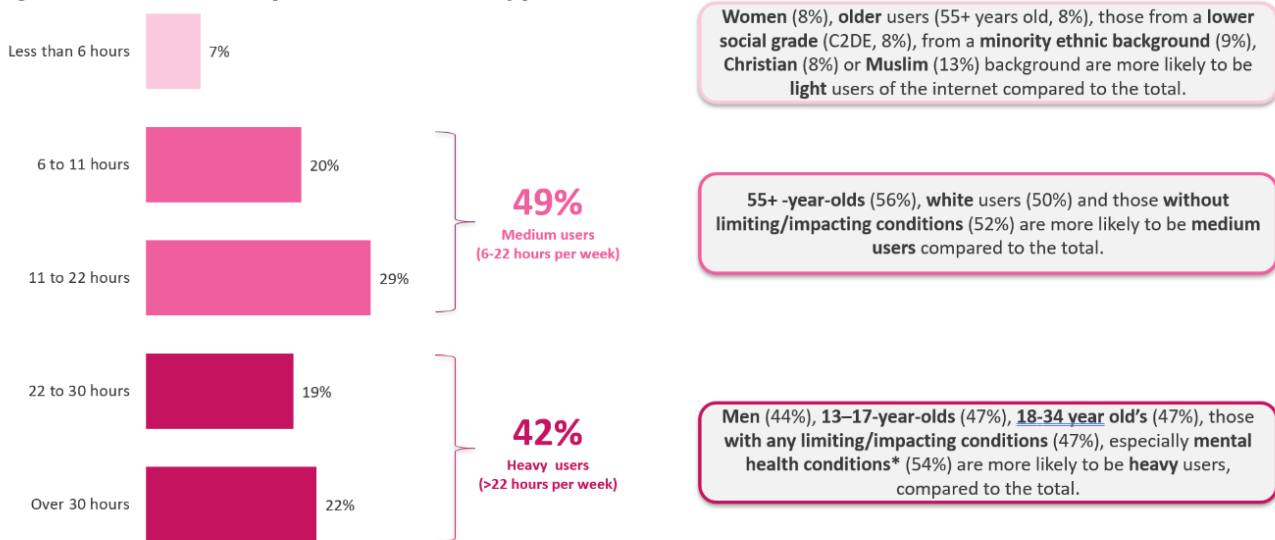 Women (8%), older users (55+ years old, 8%), those from a lower
social grade (C2DE, 8%), from a minority ethnic background (9%),
Christian (8%) or Muslim (13%) background are more likely to be
light users of the internet compared to the total.
Less than 6 hours
7%
6 to 11 hours
20%
11 to 22 hours
29%
49%
Medium users
(6-22 hours per week)
55+ -year-olds (56%), white users (50%) and those without
limiting/impacting conditions (52%) are more likely to be medium
users compared to the total.
22 to 30 hours
19%
Over 30 hours
22%
42%
Heavy users
(>22 hours per week)
Men (44%), 13–17-year-olds (47%), 18-34 year old's (47%), those
with any limiting/impacting conditions (47%), especially mental
health conditions* (54%) are more likely to be heavy users,
compared to the total.